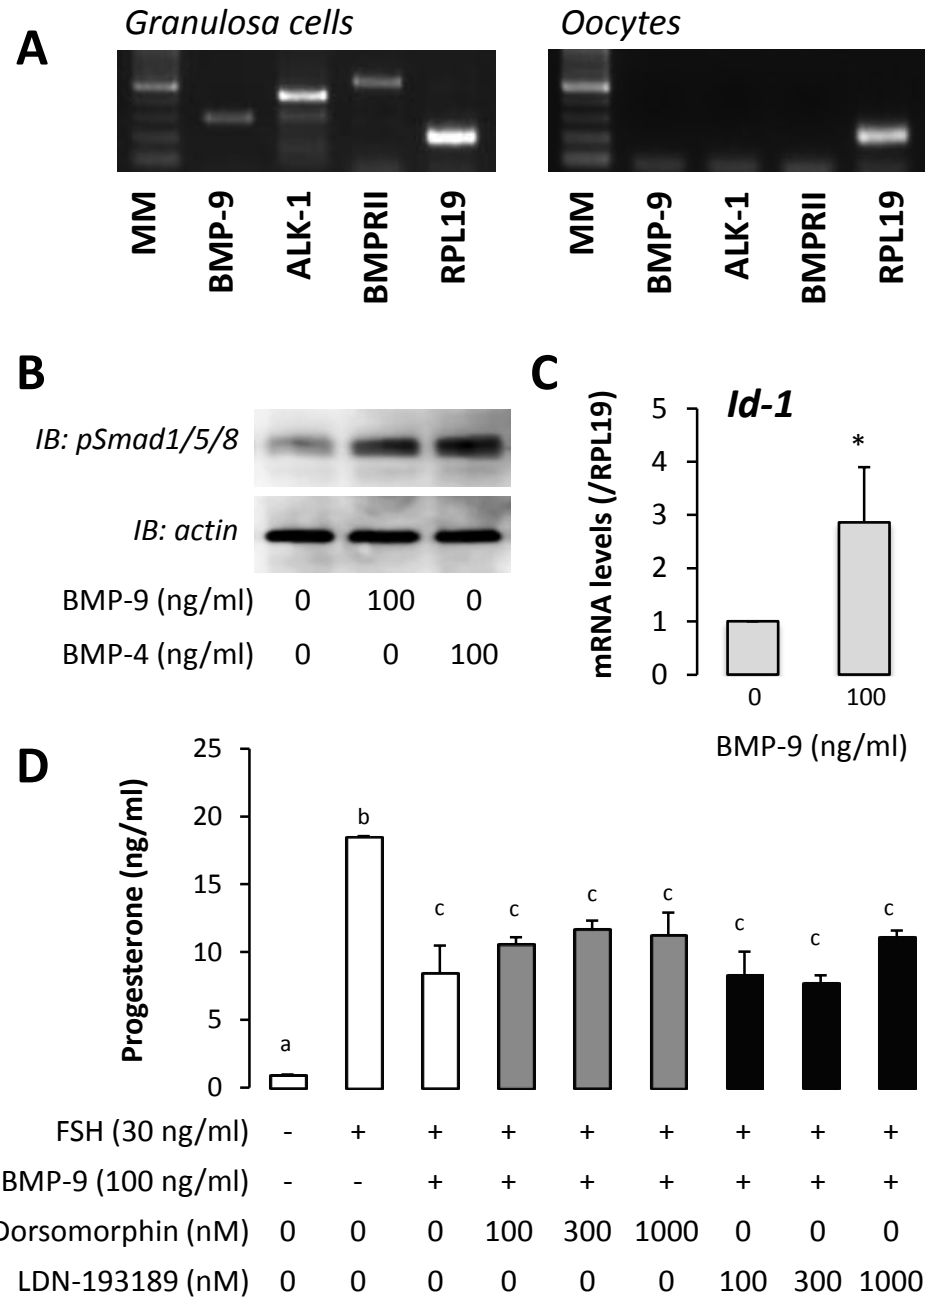 A
Granulosa cells
Oocytes
MM
BMP-9
ALK-1
BMPRII
RPL19
MM
BMP-9
ALK-1
BMPRII
RPL19
B
IB: pSmad1/5/8
IB: actin
BMP-9 (ng/ml) 0 100 0
BMP-4 (ng/ml) 0 0 100
C
Id-1
mRNA levels (/RPL19)
5
4
3
2
1
0
*
0 100
BMP-9 (ng/ml)
D
Progesterone (ng/ml)
25
20
15
10
5
0
a b c c c c c c c
FSH (30 ng/ml) - + + + + + + + +
BMP-9 (100 ng/ml) - - + + + + + + +
Dorsomorphin (nM) 0 0 0 100 300 1000 0 0 0
LDN-193189 (nM) 0 0 0 0 0 0 100 300 1000